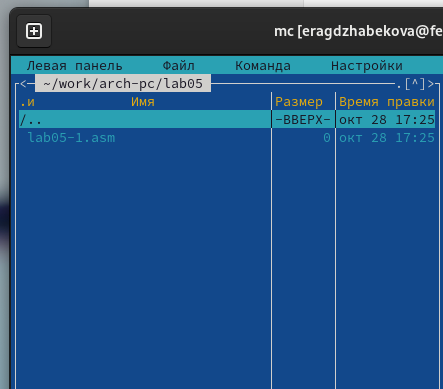 mc [eragdzhabekova@fe
Левая панель Файл Команда Настройки
<— ~/work/arch-pc/lab05 —.[^]>
.и Имя Размер Время правки
/.. -ВВЕРХ- окт 28 17:25
lab05-1.asm 0 окт 28 17:25